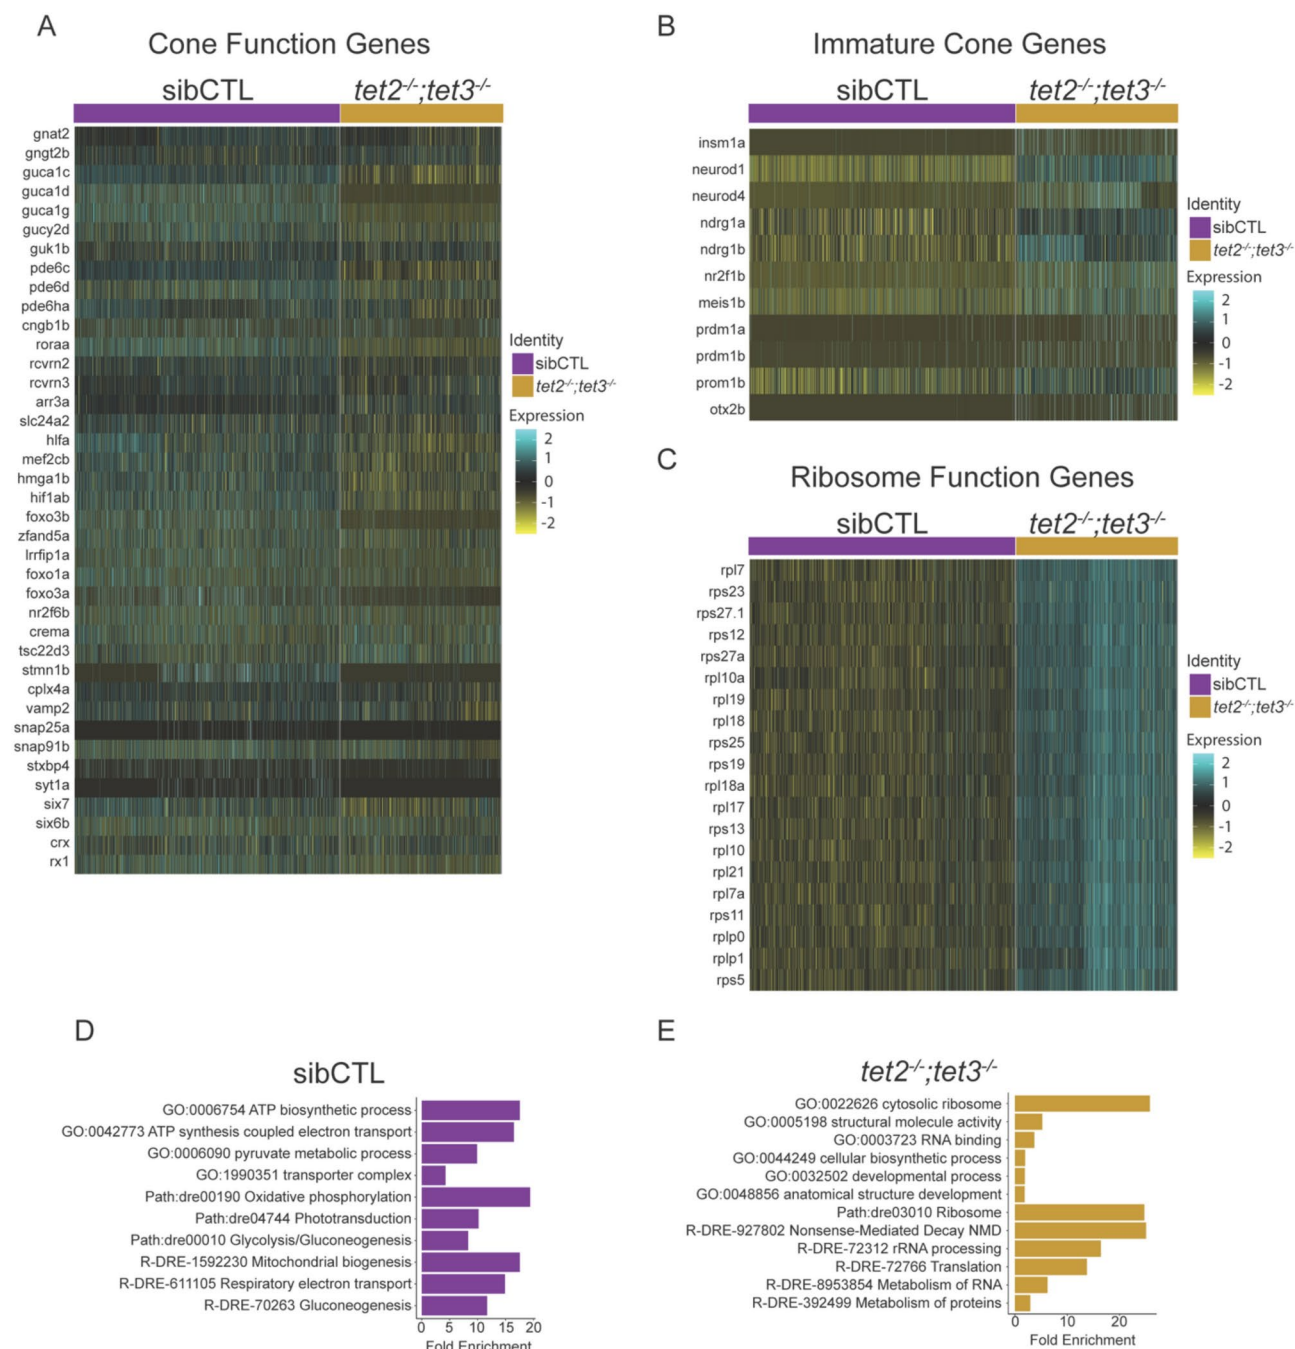 A
Cone Function Genes
sibCTL
tet2-/-;tet3-/-
gnat2
gngt2b
guca1c
guca1d
guca1g
gucy2d
guk1b
pde6c
pde6d
pde6ha
cngb1b
roraa
rcvrn2
rcvrn3
arr3a
slc24a2
hlfa
mef2cb
hmga1b
hif1ab
foxo3b
zfand5a
lrrfip1a
foxo1a
foxo3a
nr2f6b
crema
tsc22d3
stmn1b
cplx4a
vamp2
snap25a
snap91b
stxbp4
syt1a
six7
six6b
crx
rx1
Identity
sibCTL
tet2-/-;tet3-/-
Expression
2
1
0
-1
-2
B
Immature Cone Genes
sibCTL
tet2-/-;tet3-/-
insm1a
neurod1
neurod4
ndrg1a
ndrg1b
nr2f1b
meis1b
prdm1a
prdm1b
prom1b
otx2b
Identity
sibCTL
tet2-/-;tet3-/-
Expression
2
1
0
-1
-2
C
Ribosome Function Genes
sibCTL
tet2-/-;tet3-/-
rpl7
rps23
rps27.1
rps12
rps27a
rpl10a
rpl19
rpl18
rps25
rps19
rpl18a
rpl17
rps13
rpl10
rpl21
rpl7a
rps11
rplp0
rplp1
rps5
Identity
sibCTL
tet2-/-;tet3-/-
Expression
2
1
0
-1
-2
D
sibCTL
GO:0006754 ATP biosynthetic process
GO:0042773 ATP synthesis coupled electron transport
GO:0006090 pyruvate metabolic process
GO:1990351 transporter complex
Path:dre00190 Oxidative phosphorylation
Path:dre04744 Phototransduction
Path:dre00010 Glycolysis/Gluconeogenesis
R-DRE-1592230 Mitochondrial biogenesis
R-DRE-611105 Respiratory electron transport
R-DRE-70263 Gluconeogenesis
0 5 10 15 20
Fold Enrichment
E
tet2-/-;tet3-/-
GO:0022626 cytosolic ribosome
GO:0005198 structural molecule activity
GO:0003723 RNA binding
GO:0044249 cellular biosynthetic process
GO:0032502 developmental process
GO:0048856 anatomical structure development
Path:dre03010 Ribosome
R-DRE-927802 Nonsense-Mediated Decay NMD
R-DRE-72312 rRNA processing
R-DRE-72766 Translation
R-DRE-8953854 Metabolism of RNA
R-DRE-392499 Metabolism of proteins
0 10 20
Fold Enrichment